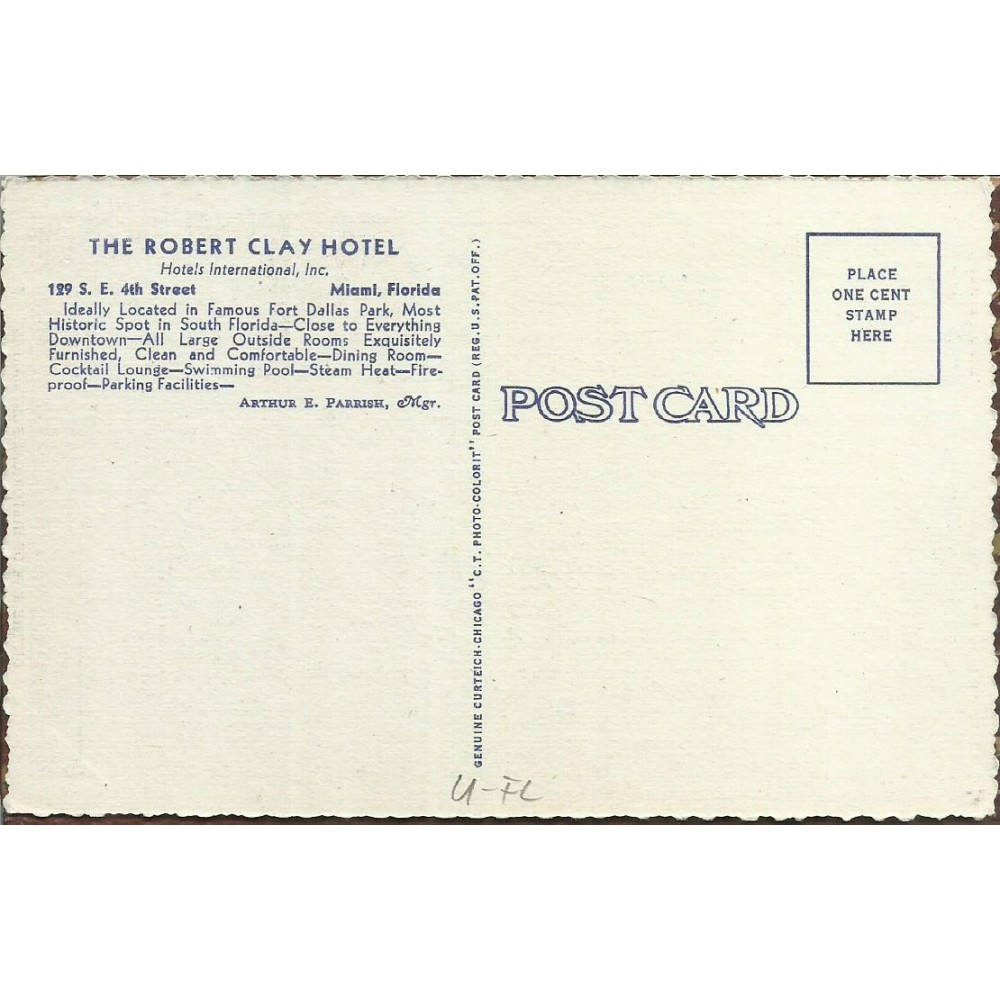 THE ROBERT CLAY HOTEL
Hotels International, Inc.
129 S. E. 4th Street Miami, Florida
Ideally Located in Famous Fort Dallas Park, Most
Historic Spot in South Florida—Close to Everything
Downtown—All Large Outside Rooms Exquisitely
Furnished, Clean and Comfortable—Dining Room—
Cocktail Lounge—Swimming Pool—Steam Heat—Fire-
proof—Parking Facilities—
ARTHUR E. PARRISH, Mgr.
GENUINE CURTEICH-CHICAGO "C.T. PHOTO-COLORIT" POST CARD (REG. U.S. PAT. OFF.)
POST CARD
PLACE
ONE CENT
STAMP
HERE
U-FL